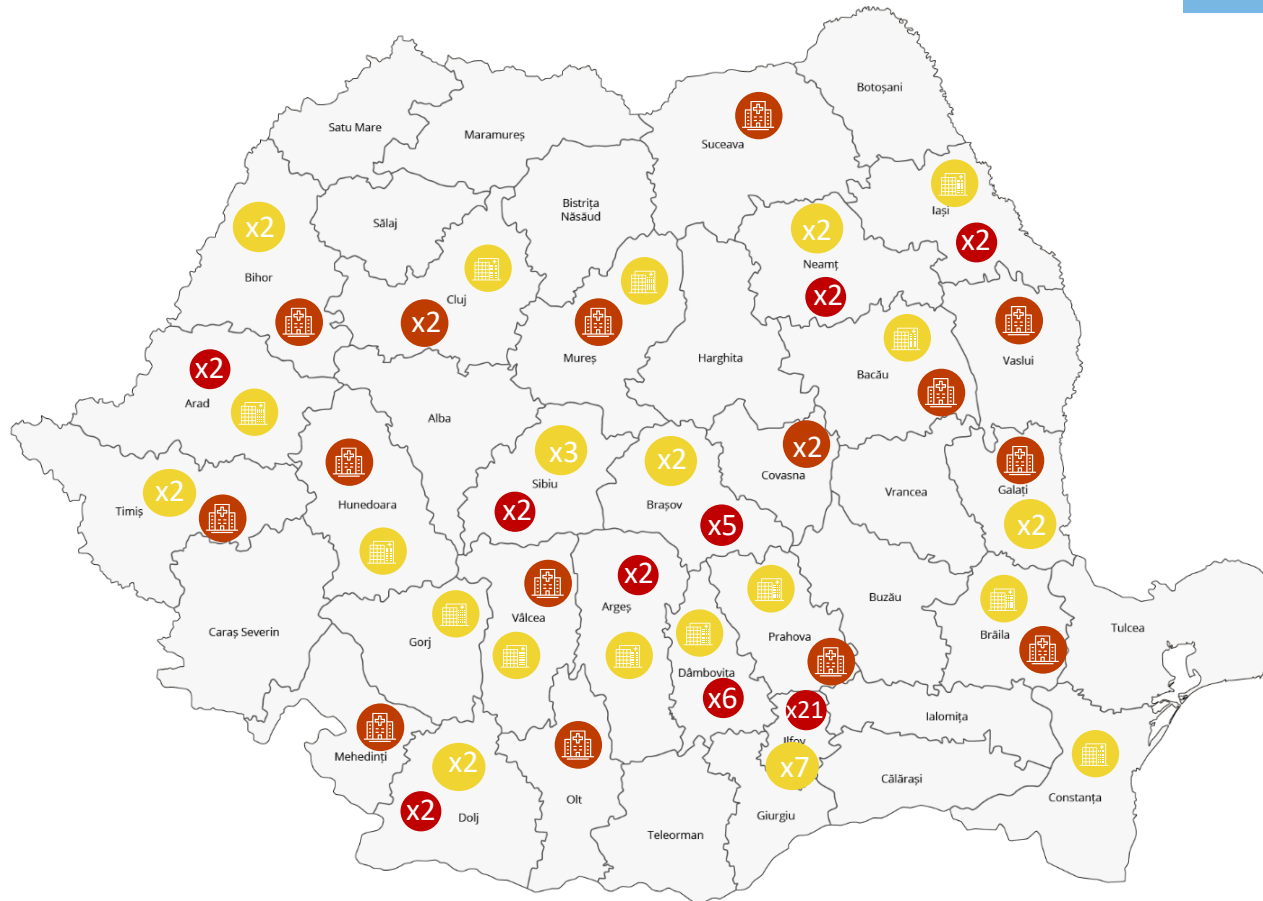 Botoșani
Satu Mare
Maramureș
Suceava
Iași
x2
Bistrița
Năsăud
Sălaj
x2
Bihor
x2
Neamț
x2
Cluj
x2
Mureș
Harghita
Bacău
Vaslui
x2
Arad
Alba
x3
Sibiu
x2
x2
Brașov
x5
x2
Covasna
Vrancea
Galați
x2
x2
Timiș
Hunedoara
Caraș Severin
Gorj
Vâlcea
x2
Argeș
Dâmbovița
x6
Prahova
Buzău
Brăila
Tulcea
x21
Ilfov
x7
Ialomița
Mehedinți
x2
x2
Dolj
Olt
Teleorman
Giurgiu
Călărași
Constanța